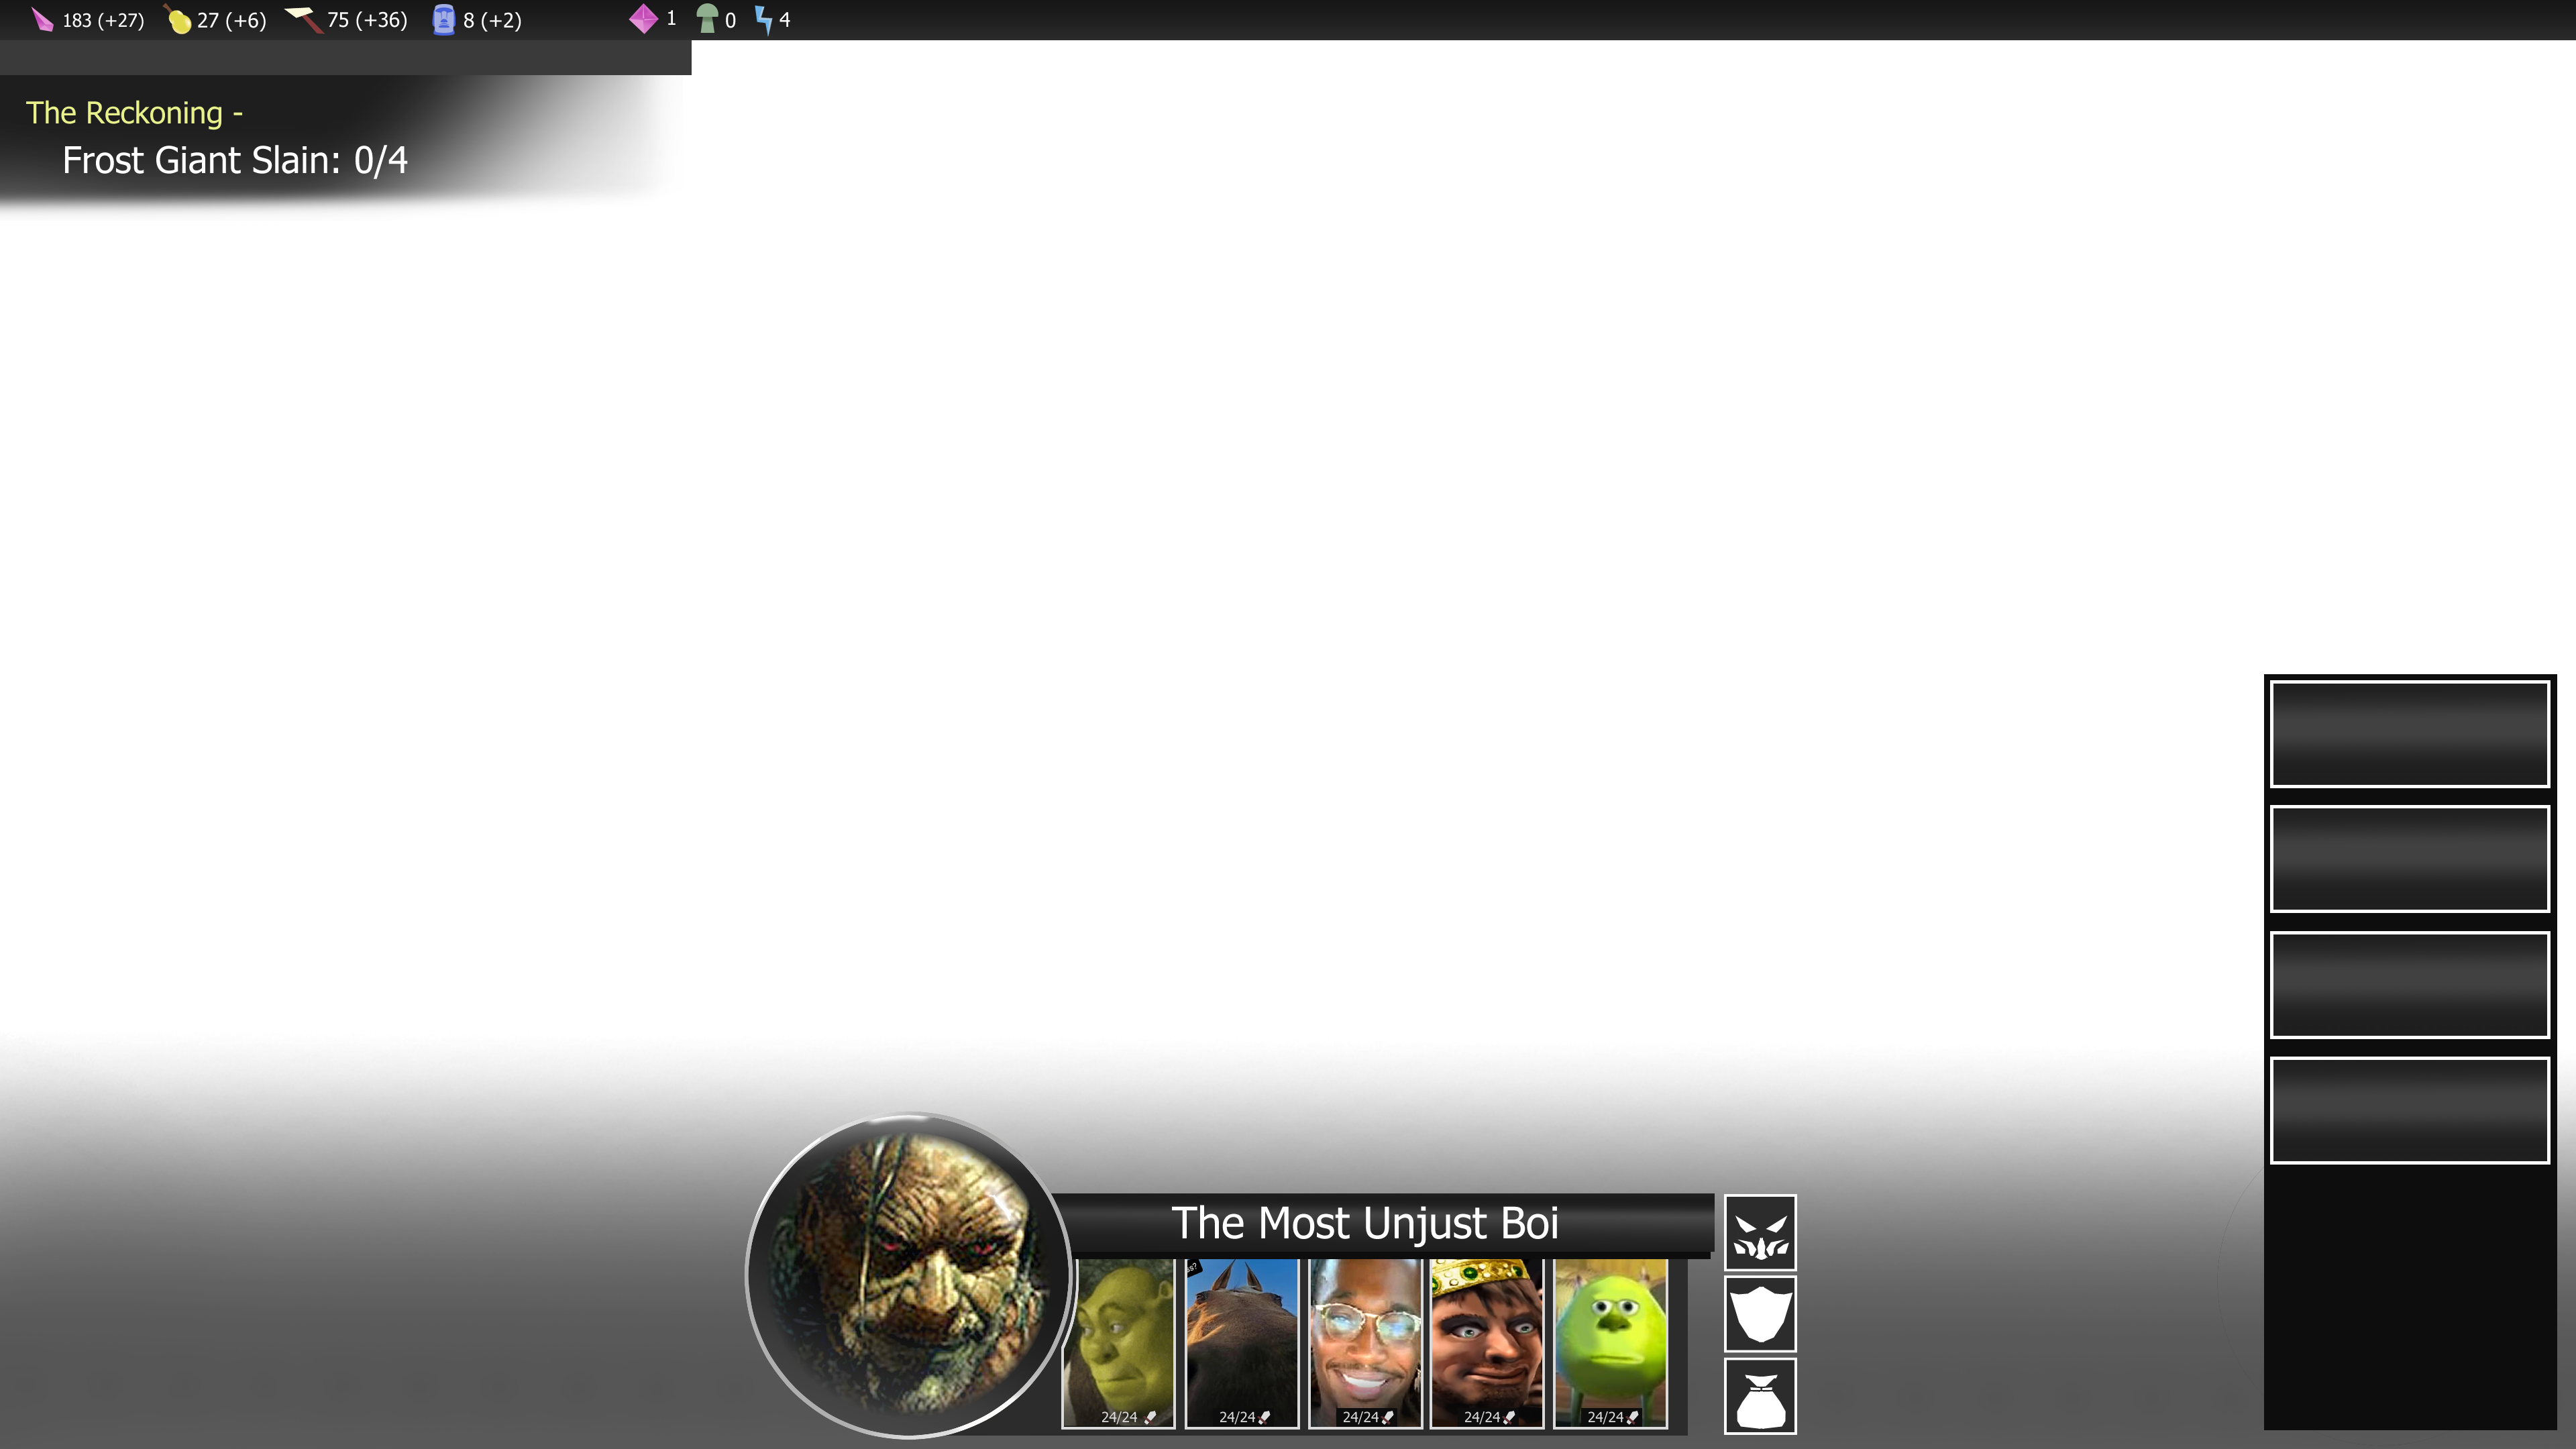 183 (+27) 27 (+6) 75 (+36) 8 (+2) 1 0 4
The Reckoning -
Frost Giant Slain: 0/4
The Most Unjust Boi
24/24 24/24 24/24 24/24 24/24